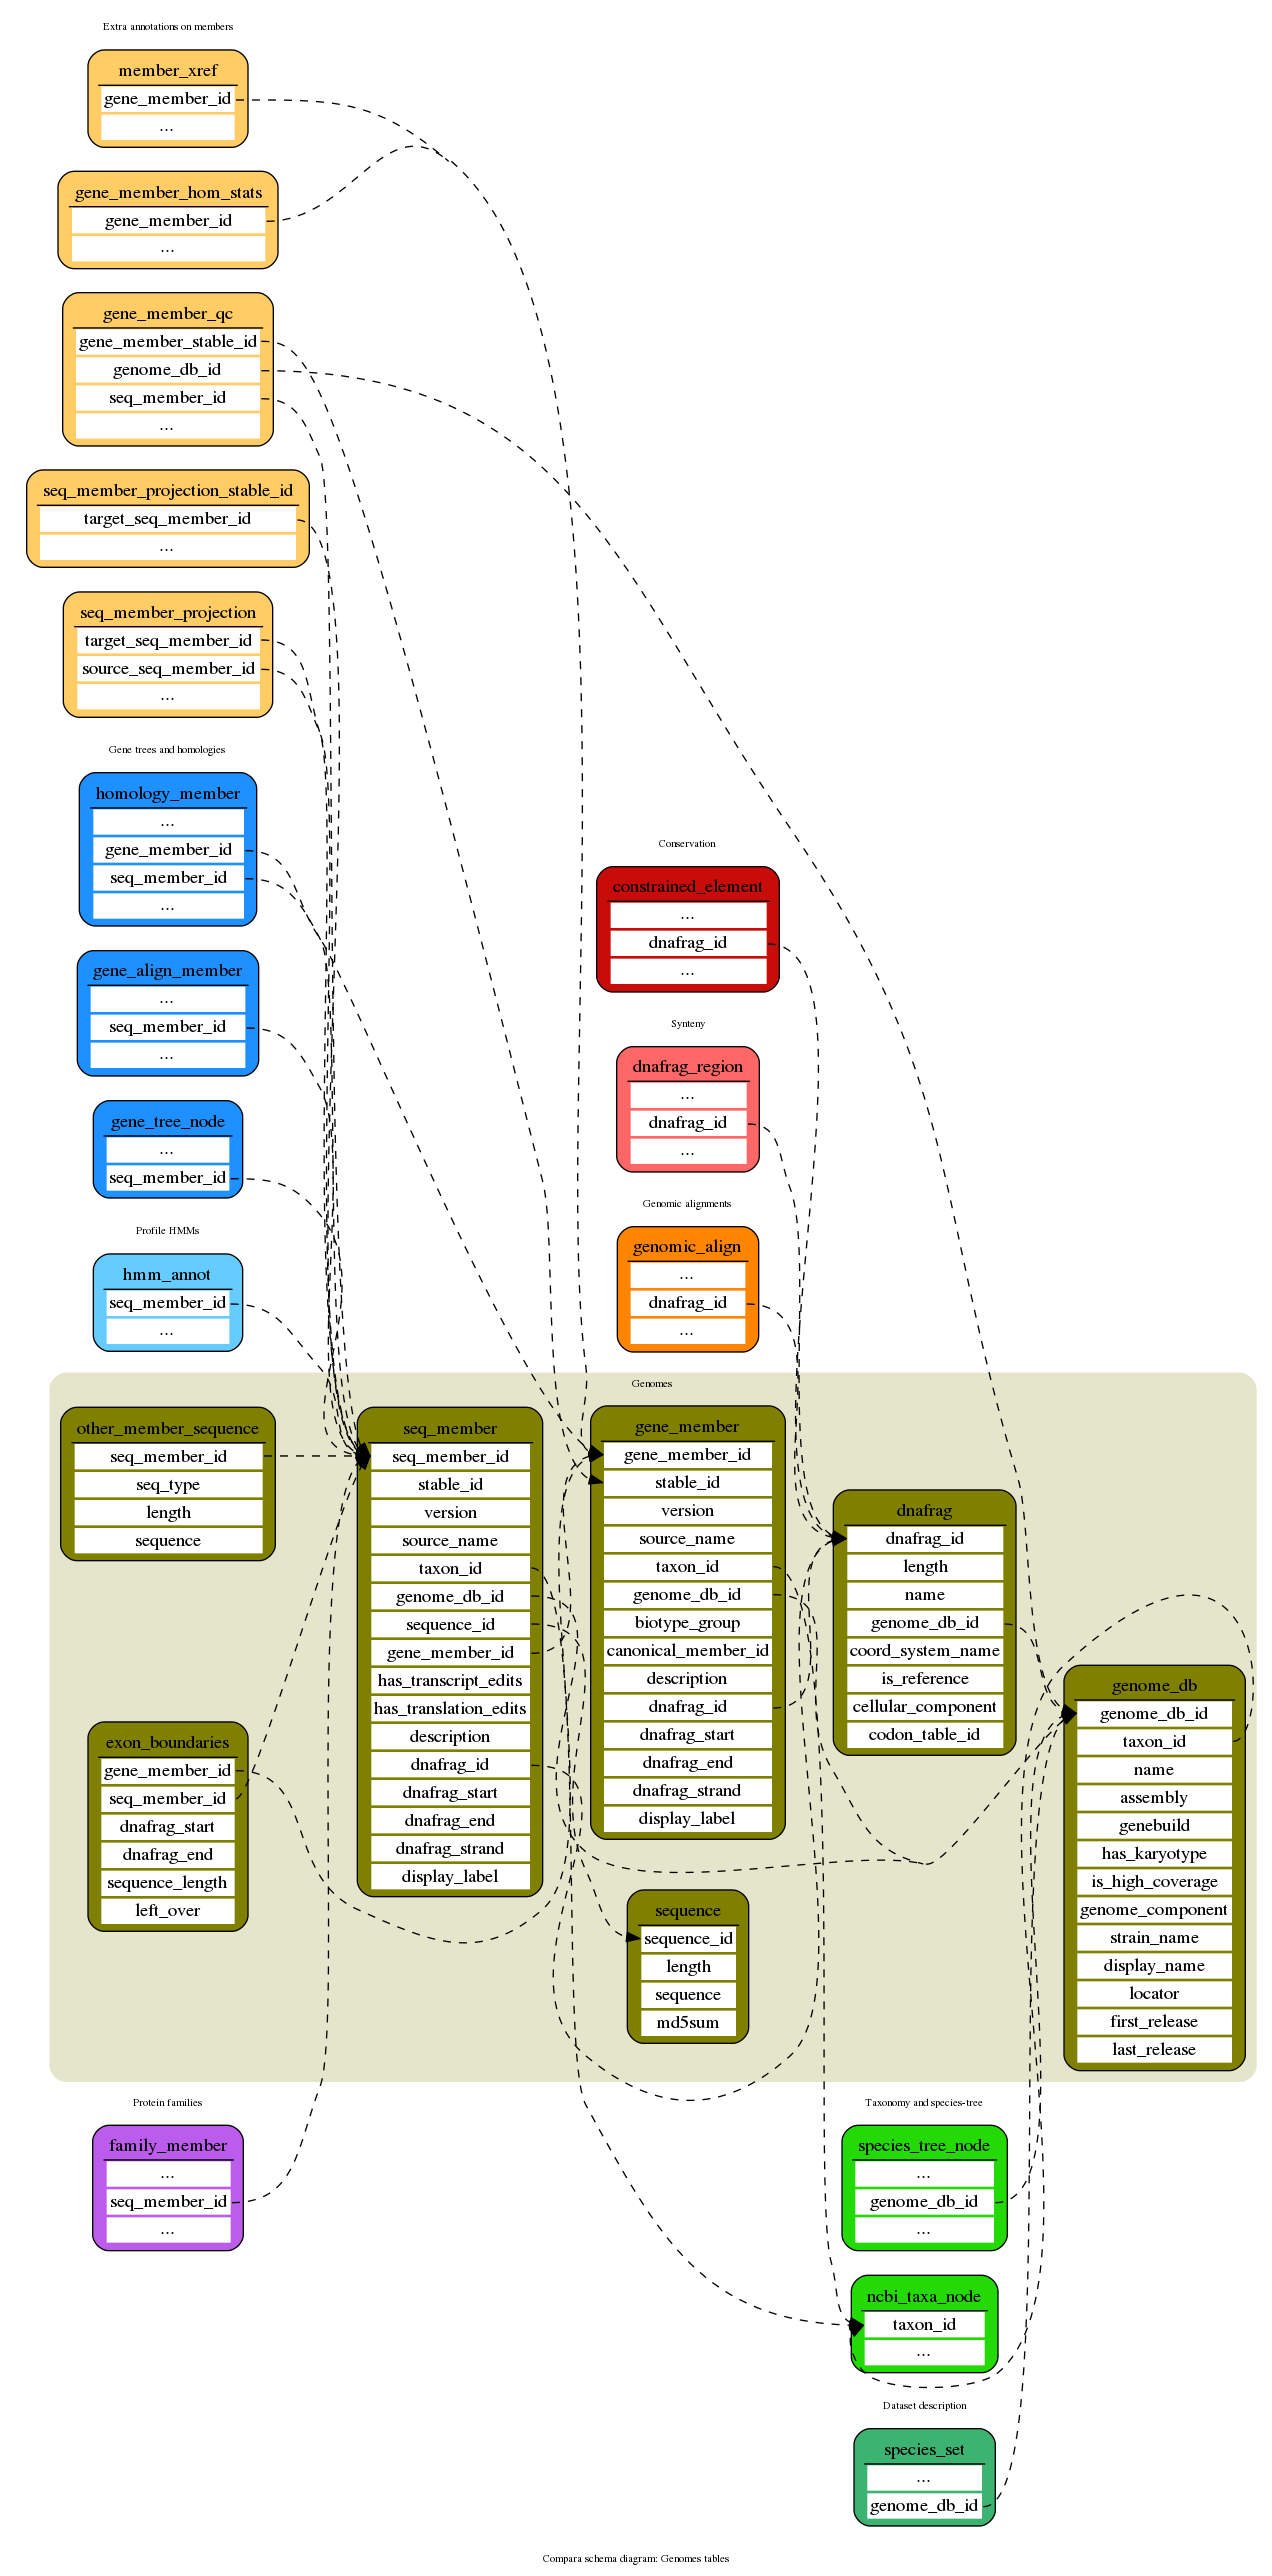 Extra annotations on members
member_xref
gene_member_id
...
gene_member_hom_stats
gene_member_id
...
gene_member_qc
gene_member_stable_id
genome_db_id
seq_member_id
...
seq_member_projection_stable_id
target_seq_member_id
...
seq_member_projection
target_seq_member_id
source_seq_member_id
...
Gene trees and homologies
homology_member
...
gene_member_id
seq_member_id
...
gene_align_member
...
seq_member_id
...
gene_tree_node
...
seq_member_id
Profile HMMs
hmm_annot
seq_member_id
...
Conservation
constrained_element
...
dnafrag_id
...
Synteny
dnafrag_region
...
dnafrag_id
...
Genomic alignments
genomic_align
...
dnafrag_id
...
Genomes
other_member_sequence
seq_member_id
seq_type
length
sequence
exon_boundaries
gene_member_id
seq_member_id
dnafrag_start
dnafrag_end
sequence_length
left_over
seq_member
seq_member_id
stable_id
version
source_name
taxon_id
genome_db_id
sequence_id
gene_member_id
has_transcript_edits
has_translation_edits
description
dnafrag_id
dnafrag_start
dnafrag_end
dnafrag_strand
display_label
gene_member
gene_member_id
stable_id
version
source_name
taxon_id
genome_db_id
biotype_group
canonical_member_id
description
dnafrag_id
dnafrag_start
dnafrag_end
dnafrag_strand
display_label
sequence
sequence_id
length
sequence
md5sum
dnafrag
dnafrag_id
length
name
genome_db_id
coord_system_name
is_reference
cellular_component
codon_table_id
genome_db
genome_db_id
taxon_id
name
assembly
genebuild
has_karyotype
is_high_coverage
genome_component
strain_name
display_name
locator
first_release
last_release
Protein families
family_member
...
seq_member_id
...
Taxonomy and species-tree
species_tree_node
...
genome_db_id
...
ncbi_taxa_node
taxon_id
...
Dataset description
species_set
...
genome_db_id
Compara schema diagram: Genomes tables